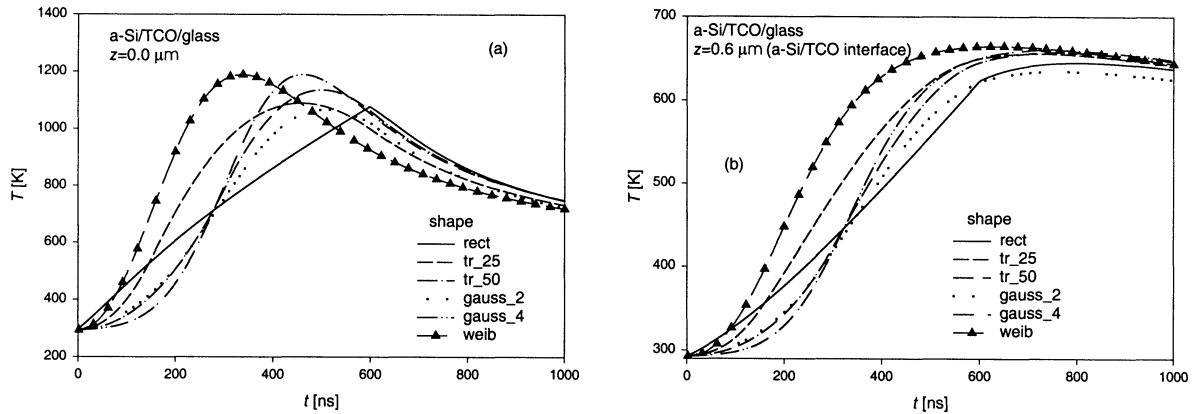 1400
1200
1000
800
600
400
200
T [K]
a-Si/TCO/glass
z=0.0 µm
(a)
shape
rect
tr_25
tr_50
gauss_2
gauss_4
weib
0
200
400
600
800
1000
t [ns]
700
600
500
400
300
T [K]
a-Si/TCO/glass
z=0.6 µm (a-Si/TCO interface)
(b)
shape
rect
tr_25
tr_50
gauss_2
gauss_4
weib
0
200
400
600
800
1000
t [ns]